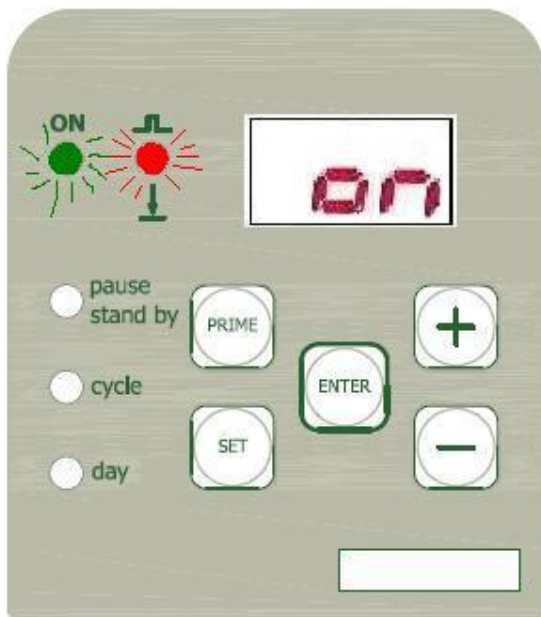 ON
on
pause
stand by
PRIME
+
cycle
ENTER
SET
−
day